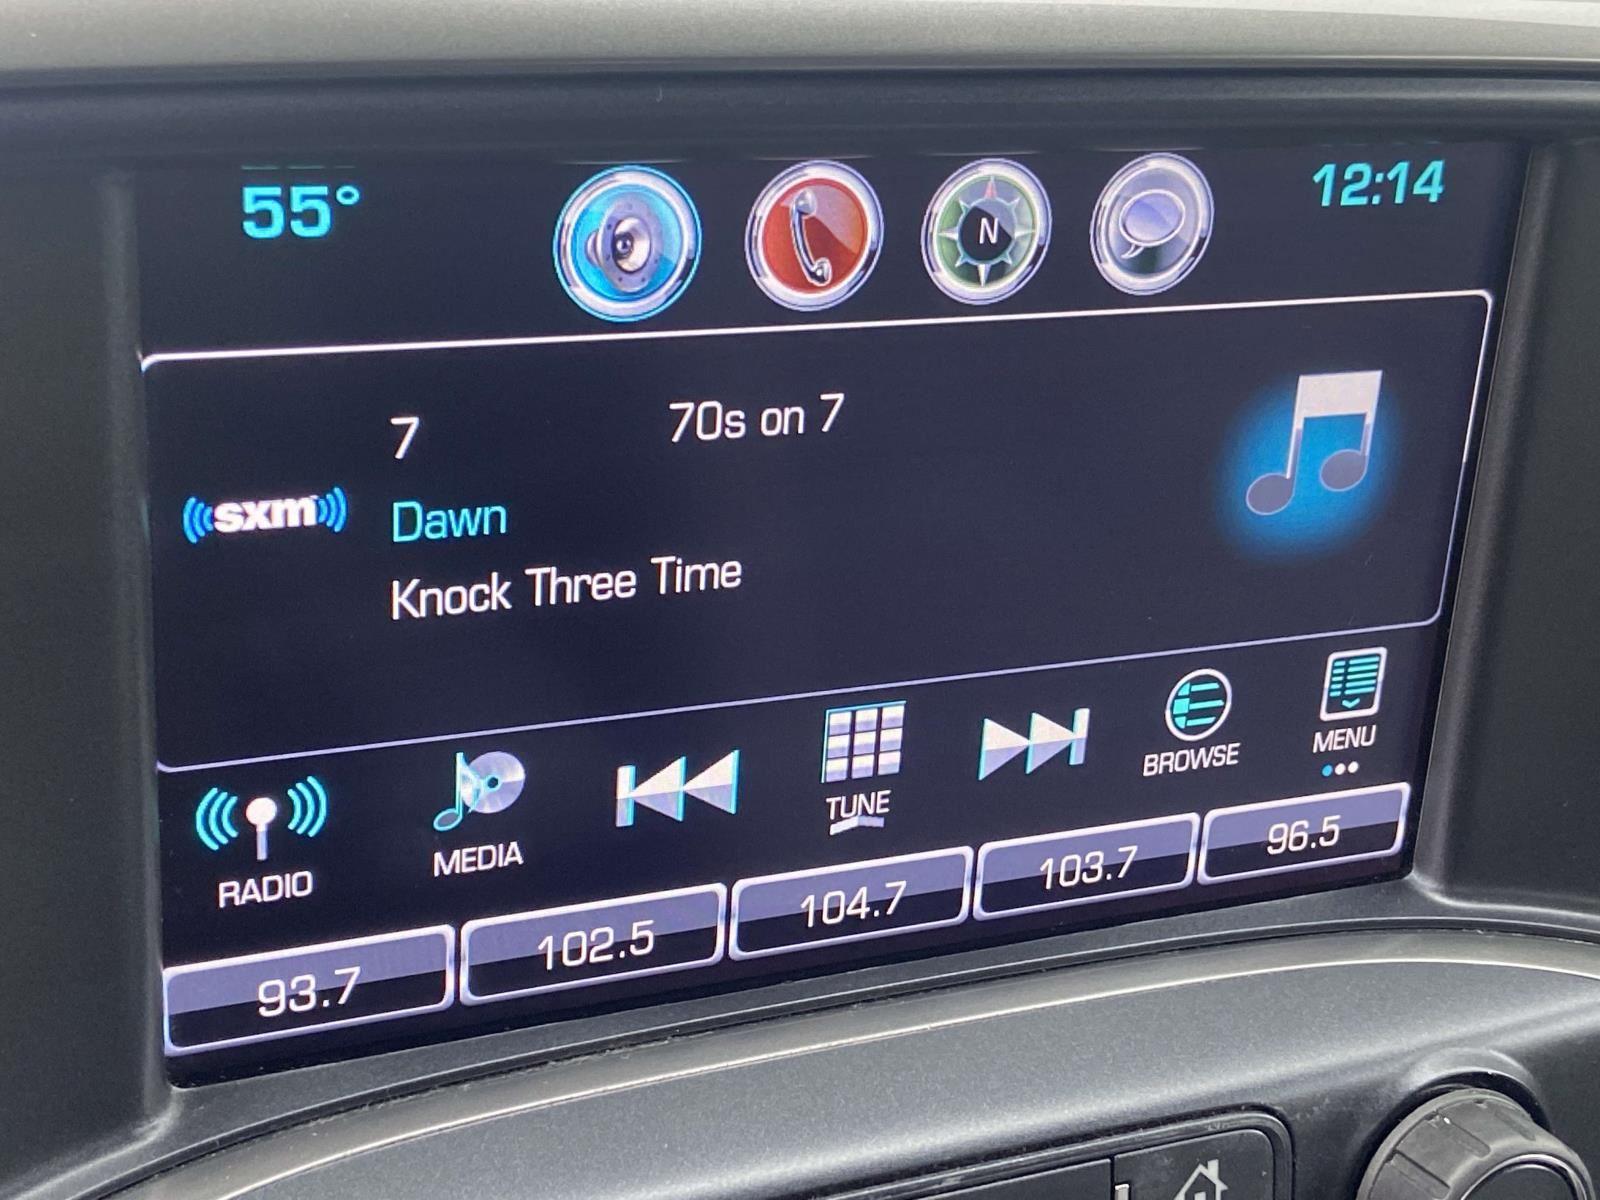 55° 12:14
N
7 70s on 7
sxm
Dawn
Knock Three Time
RADIO MEDIA TUNE BROWSE MENU
93.7 102.5 104.7 103.7 96.5